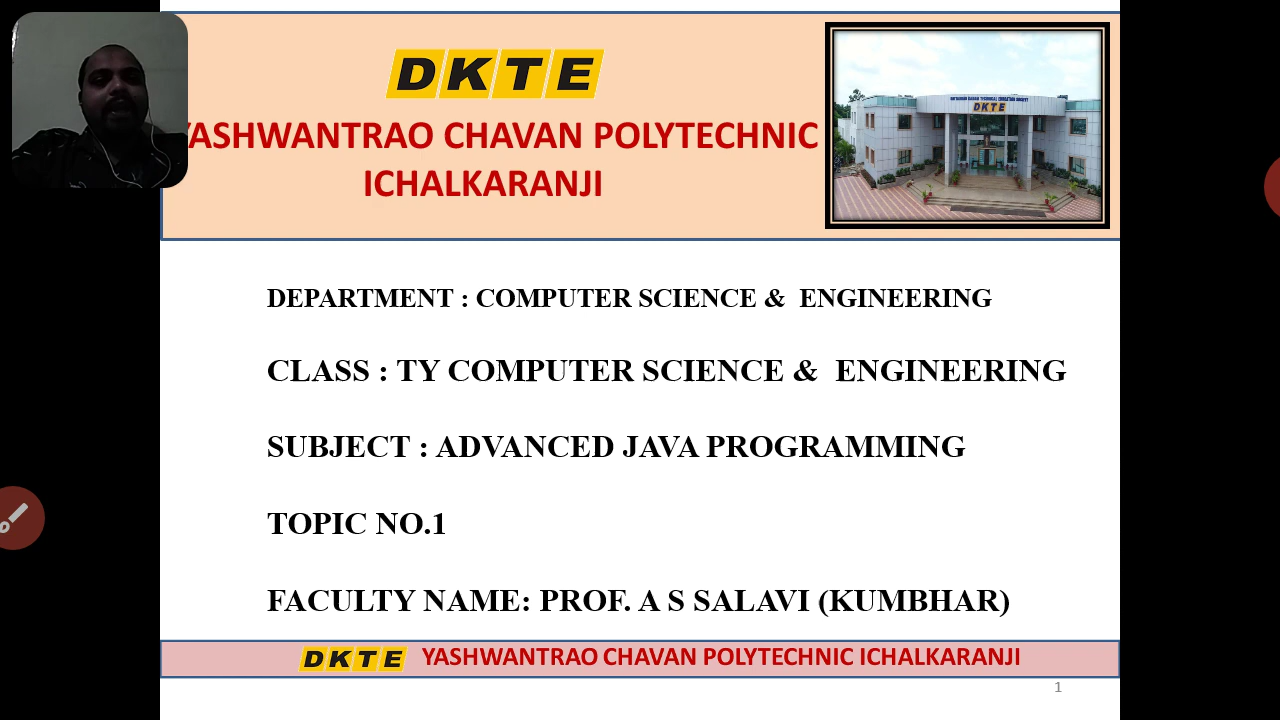 DKTE
YASHWANTRAO CHAVAN POLYTECHNIC
ICHALKARANJI
DKTE
DEPARTMENT : COMPUTER SCIENCE & ENGINEERING
CLASS : TY COMPUTER SCIENCE & ENGINEERING
SUBJECT : ADVANCED JAVA PROGRAMMING
TOPIC NO.1
FACULTY NAME: PROF. A S SALAVI (KUMBHAR)
DKTE YASHWANTRAO CHAVAN POLYTECHNIC ICHALKARANJI
1